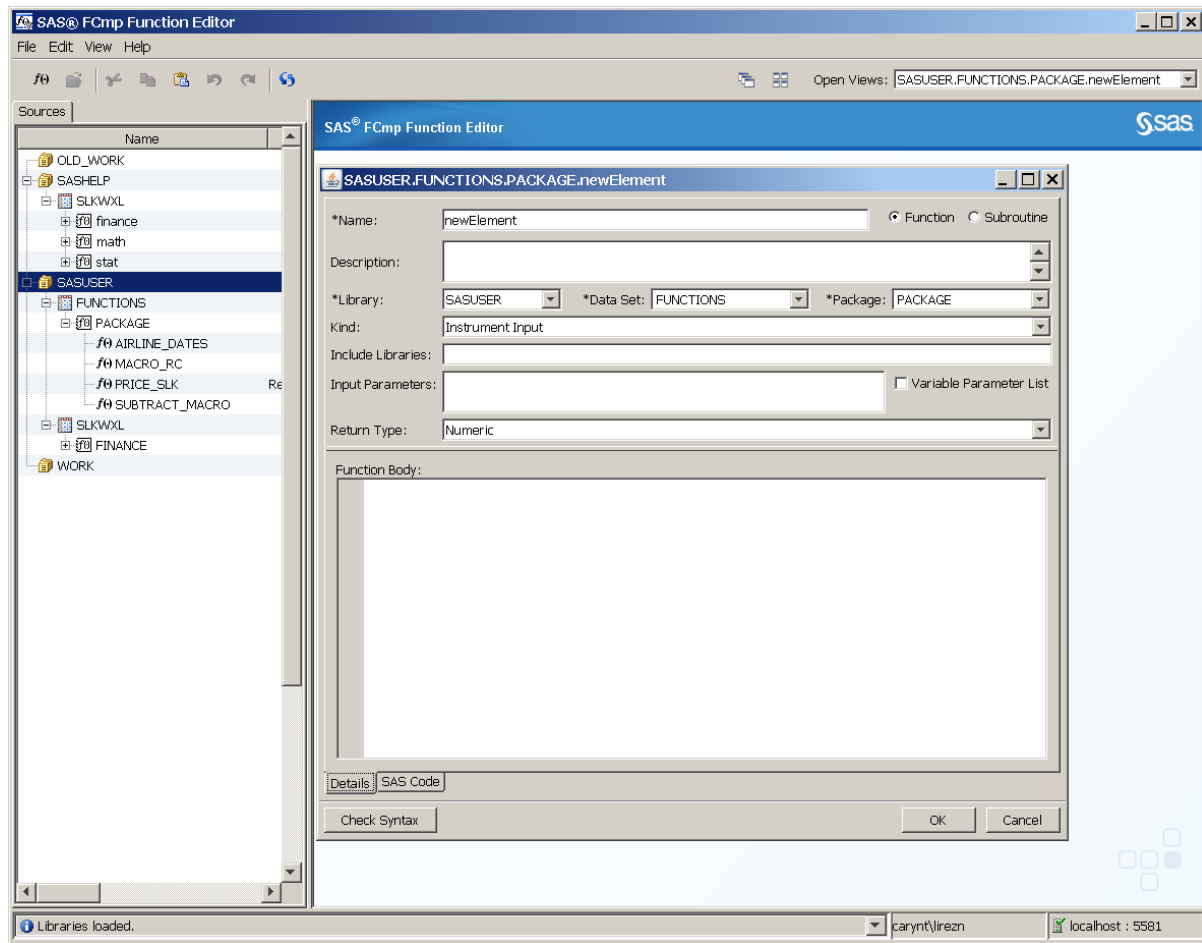 SAS® FCmp Function Editor
File Edit View Help
f() Open Views: SASUSER.FUNCTIONS.PACKAGE.newElement
Sources
Name
OLD_WORK
SASHELP
SLKWXL
finance
math
stat
SASUSER
FUNCTIONS
PACKAGE
AIRLINE_DATES
MACRO_RC
PRICE_SLK Re
SUBTRACT_MACRO
SLKWXL
FINANCE
WORK
SAS® FCmp Function Editor
sas
SASUSER.FUNCTIONS.PACKAGE.newElement
*Name: newElement Function Subroutine
Description:
*Library: SASUSER *Data Set: FUNCTIONS *Package: PACKAGE
Kind: Instrument Input
Include Libraries:
Input Parameters: Variable Parameter List
Return Type: Numeric
Function Body:
Details SAS Code
Check Syntax OK Cancel
Libraries loaded. carynt\lirezn localhost : 5581